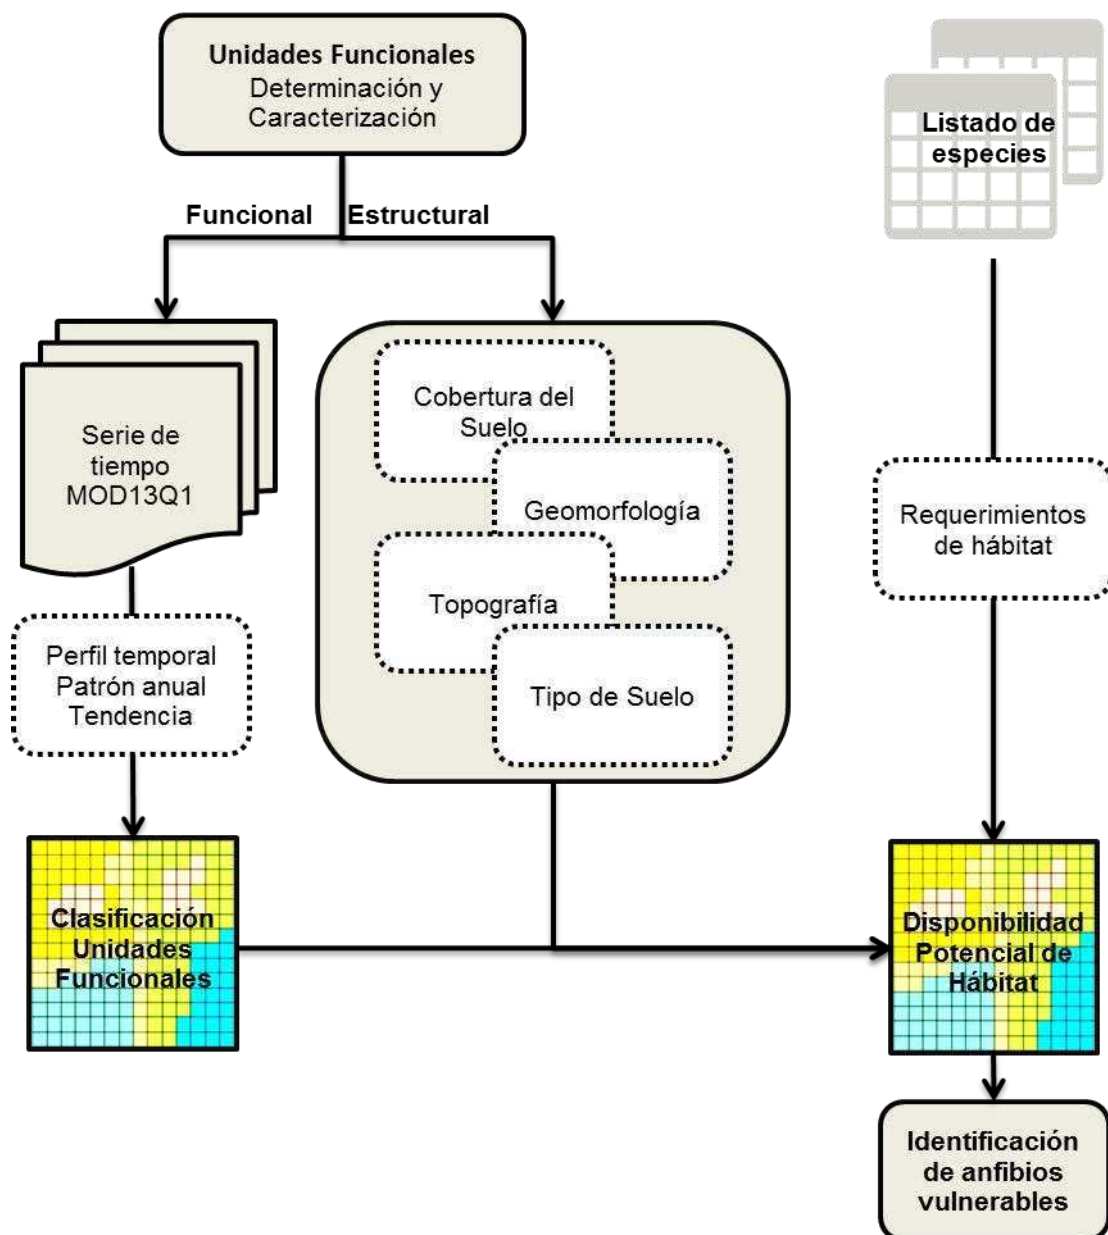 Unidades Funcionales
Determinación y
Caracterización
Listado de
especies
Funcional
Estructural
Serie de
tiempo
MOD13Q1
Cobertura del
Suelo
Geomorfología
Topografía
Tipo de Suelo
Requerimientos
de hábitat
Perfil temporal
Patrón anual
Tendencia
Clasificación
Unidades
Funcionales
Disponibilidad
Potencial de
Hábitat
Identificación
de anfibios
vulnerables